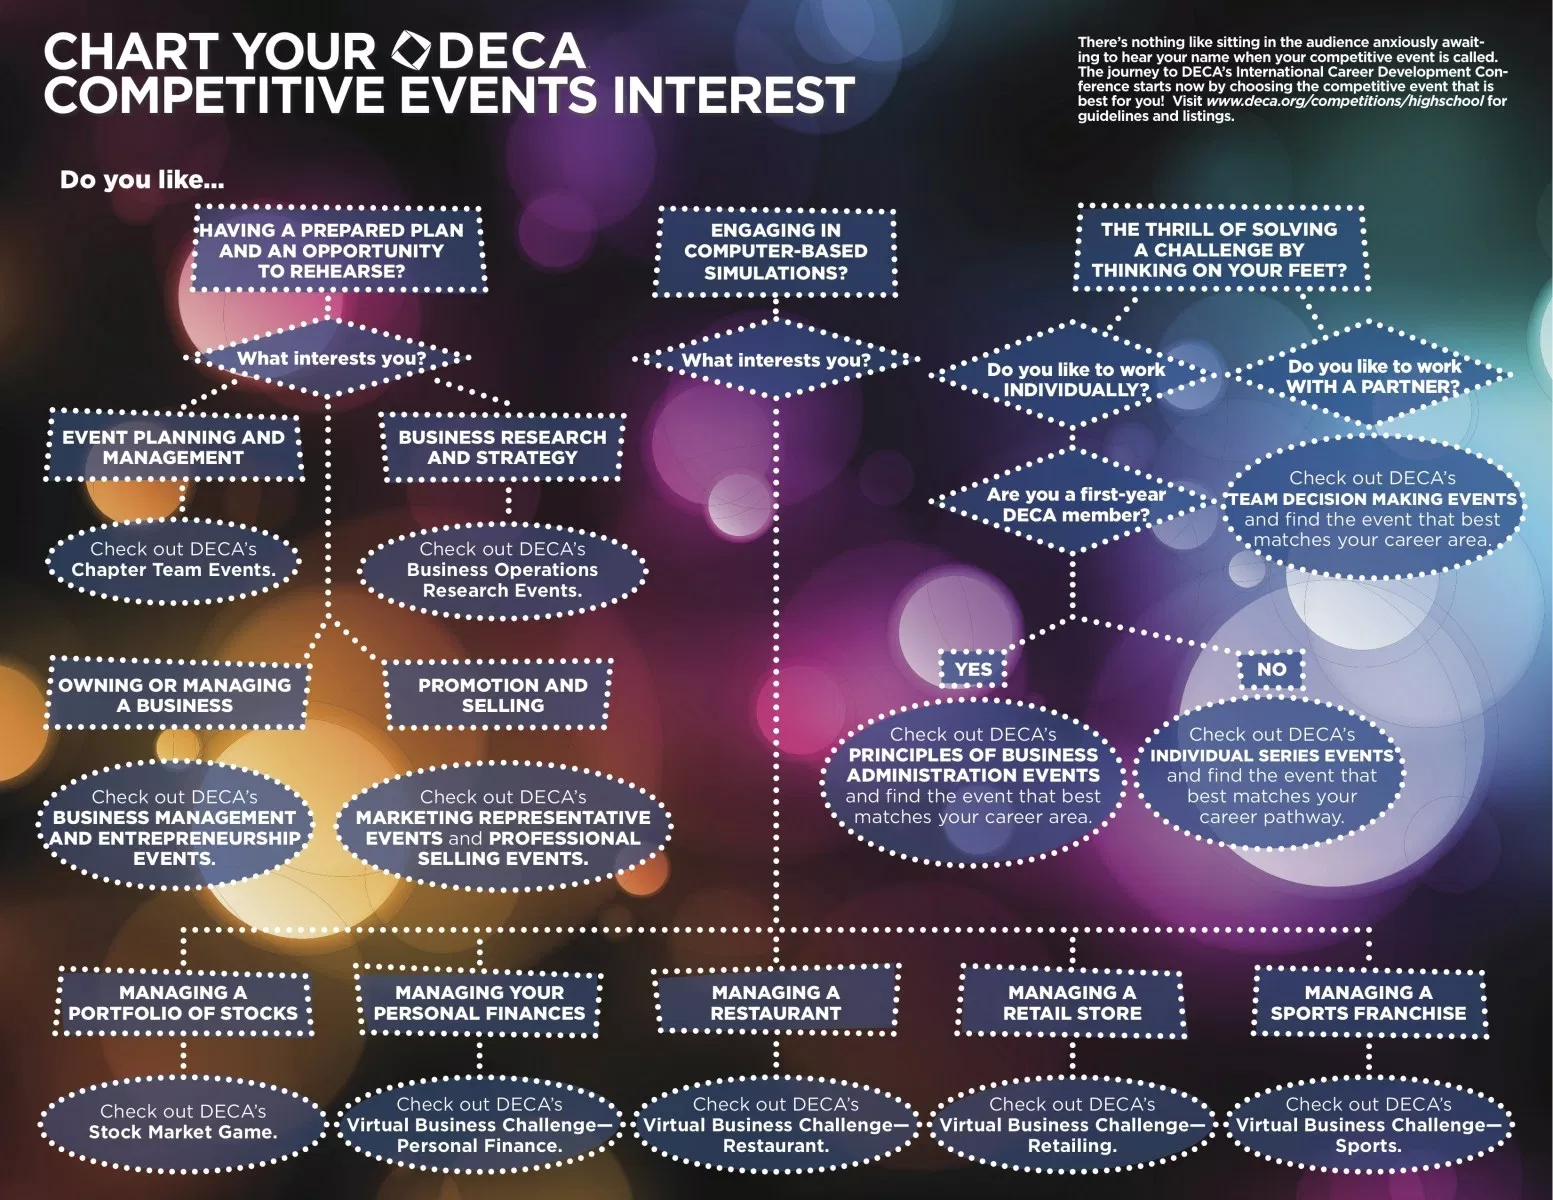 CHART YOUR DECA
COMPETITIVE EVENTS INTEREST
There's nothing like sitting in the audience anxiously await-
ing to hear your name when your competitive event is called.
The journey to DECA's International Career Development Con-
ference starts now by choosing the competitive event that is
best for you! Visit www.deca.org/competitions/highschool for
guidelines and listings.
Do you like...
HAVING A PREPARED PLAN
AND AN OPPORTUNITY
TO REHEARSE?
What interests you?
EVENT PLANNING AND
MANAGEMENT
Check out DECA's
Chapter Team Events.
BUSINESS RESEARCH
AND STRATEGY
Check out DECA's
Business Operations
Research Events.
OWNING OR MANAGING
A BUSINESS
Check out DECA's
BUSINESS MANAGEMENT
AND ENTREPRENEURSHIP
EVENTS.
PROMOTION AND
SELLING
Check out DECA's
MARKETING REPRESENTATIVE
EVENTS and PROFESSIONAL
SELLING EVENTS.
ENGAGING IN
COMPUTER-BASED
SIMULATIONS?
What interests you?
THE THRILL OF SOLVING
A CHALLENGE BY
THINKING ON YOUR FEET?
Do you like to work
INDIVIDUALLY?
Are you a first-year
DECA member?
YES
Check out DECA's
PRINCIPLES OF BUSINESS
ADMINISTRATION EVENTS
and find the event that best
matches your career area.
NO
Check out DECA's
INDIVIDUAL SERIES EVENTS
and find the event that
best matches your
career pathway.
Do you like to work
WITH A PARTNER?
Check out DECA's
TEAM DECISION MAKING EVENTS
and find the event that best
matches your career area.
MANAGING A
PORTFOLIO OF STOCKS
Check out DECA's
Stock Market Game.
MANAGING YOUR
PERSONAL FINANCES
Check out DECA's
Virtual Business Challenge—
Personal Finance.
MANAGING A
RESTAURANT
Check out DECA's
Virtual Business Challenge—
Restaurant.
MANAGING A
RETAIL STORE
Check out DECA's
Virtual Business Challenge—
Retailing.
MANAGING A
SPORTS FRANCHISE
Check out DECA's
Virtual Business Challenge—
Sports.